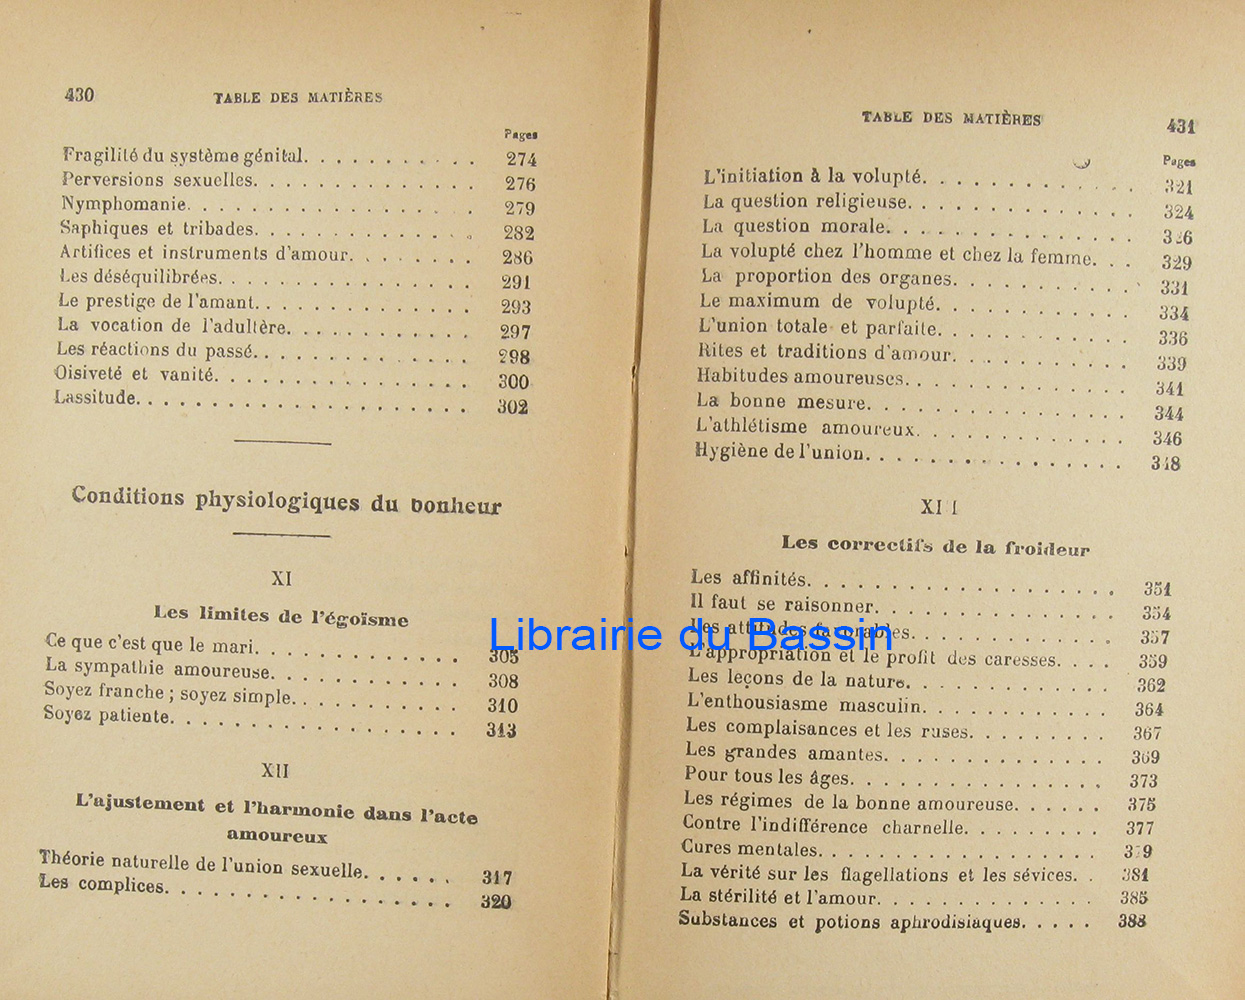 430 TABLE DES MATIÈRES
Pages
Fragilité du système génital. . . . . . . . . . 274
Perversions sexuelles. . . . . . . . . . . . . 276
Nymphomanie. . . . . . . . . . . . . . . . 279
Saphiques et tribades. . . . . . . . . . . . . 282
Artifices et instruments d'amour. . . . . . . . 286
Les déséquilibrées. . . . . . . . . . . . . . . 291
Le prestige de l'amant. . . . . . . . . . . . . 293
La vocation de l'adultère. . . . . . . . . . . 297
Les réactions du passé. . . . . . . . . . . . . 298
Oisiveté et vanité. . . . . . . . . . . . . . . 300
Lassitude. . . . . . . . . . . . . . . . . . . 302
Conditions physiologiques du bonheur
XI
Les limites de l'égoïsme
Ce que c'est que le mari. . . . . . . . . . . . 305
La sympathie amoureuse. . . . . . . . . . . . 308
Soyez franche ; soyez simple. . . . . . . . . . 310
Soyez patiente. . . . . . . . . . . . . . . . . 313
XII
L'ajustement et l'harmonie dans l'acte
amoureux
Théorie naturelle de l'union sexuelle. . . . . . 317
Les complices. . . . . . . . . . . . . . . . . 320
TABLE DES MATIÈRES 431
Pages
L'initiation à la volupté. . . . . . . . . . . . 321
La question religieuse. . . . . . . . . . . . . 324
La question morale. . . . . . . . . . . . . . 326
La volupté chez l'homme et chez la femme. . . 329
La proportion des organes. . . . . . . . . . . 331
Le maximum de volupté. . . . . . . . . . . . 334
L'union totale et parfaite. . . . . . . . . . . 336
Rites et traditions d'amour. . . . . . . . . . 339
Habitudes amoureuses. . . . . . . . . . . . . 341
La bonne mesure. . . . . . . . . . . . . . . 344
L'athlétisme amoureux. . . . . . . . . . . . 346
Hygiène de l'union. . . . . . . . . . . . . . 348
XIII
Les correctifs de la froideur
Les affinités. . . . . . . . . . . . . . . . . 351
Il faut se raisonner. . . . . . . . . . . . . . 354
Les attitudes favorables. . . . . . . . . . . . 357
L'appropriation et le profit des caresses. . . . 359
Les leçons de la nature. . . . . . . . . . . . 362
L'enthousiasme masculin. . . . . . . . . . . 364
Les complaisances et les ruses. . . . . . . . . 367
Les grandes amantes. . . . . . . . . . . . . 369
Pour tous les âges. . . . . . . . . . . . . . 373
Les régimes de la bonne amoureuse. . . . . . 375
Contre l'indifférence charnelle. . . . . . . . . 377
Cures mentales. . . . . . . . . . . . . . . . 379
La vérité sur les flagellations et les sévices. . 381
La stérilité et l'amour. . . . . . . . . . . . . 385
Substances et potions aphrodisiaques. . . . . 388
Librairie du Bassin